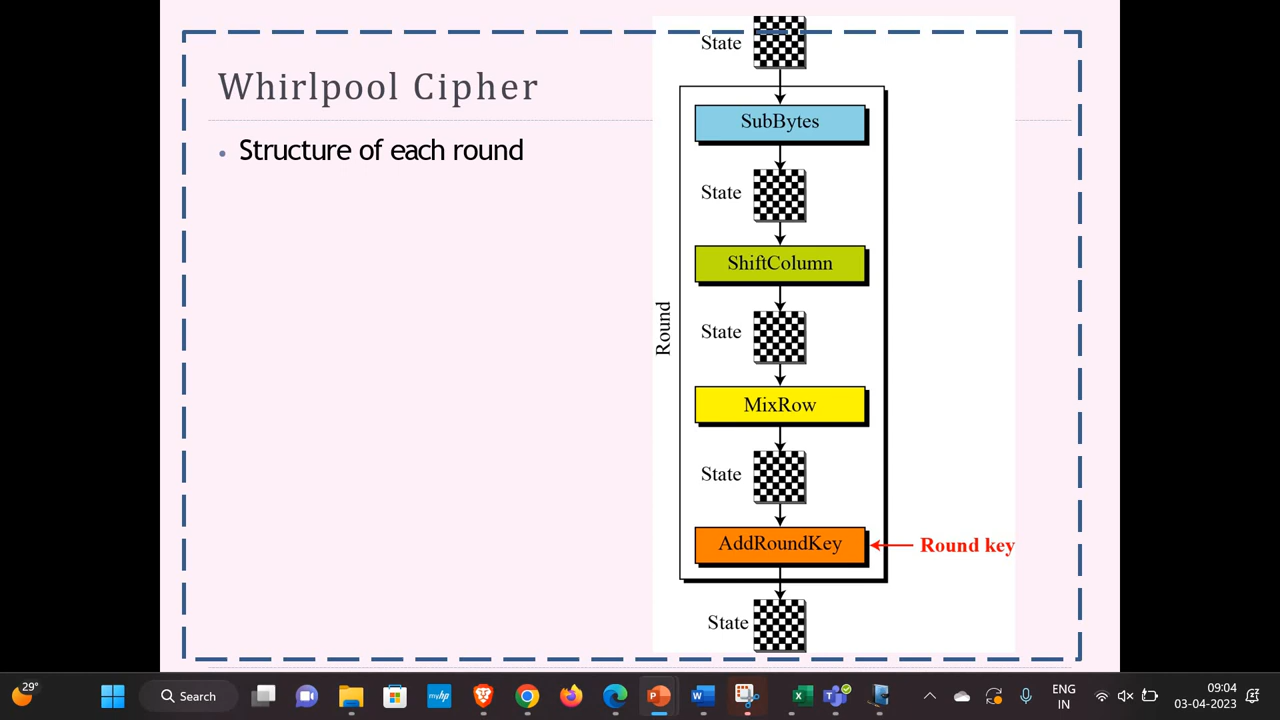 State
Whirlpool Cipher
SubBytes
• Structure of each round
State
ShiftColumn
Round
State
MixRow
State
AddRoundKey
Round key
State
29°
Search
myhp
ENG
IN
09:04
03-04-2023